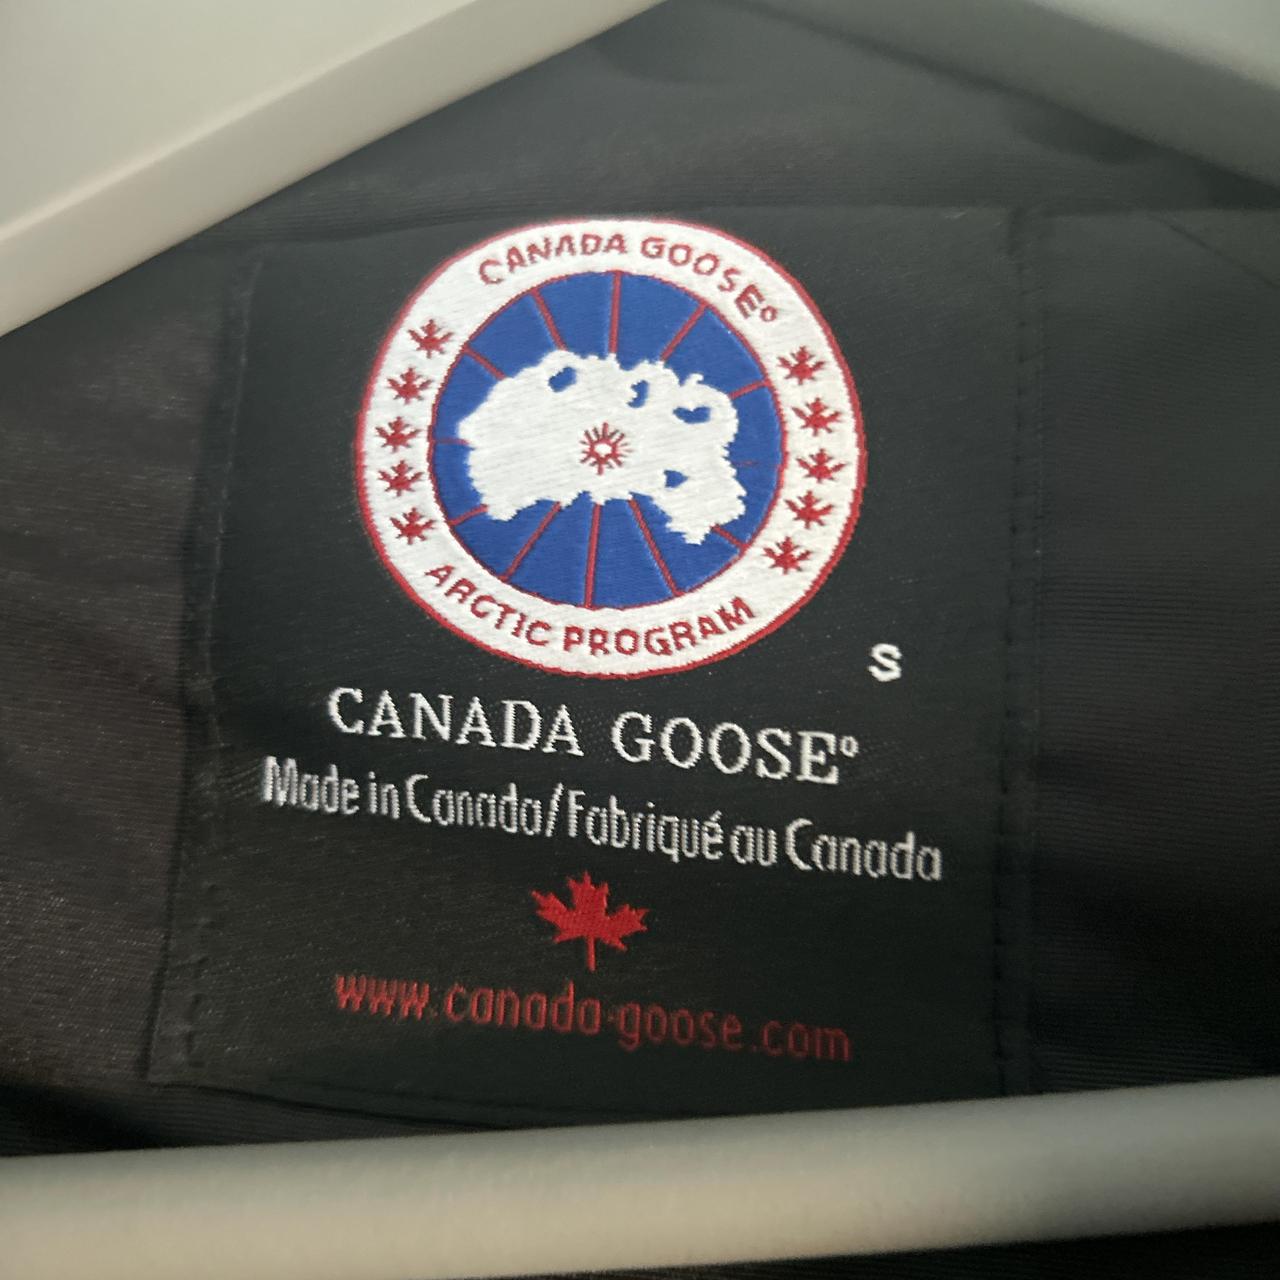 CANADA GOOSE®
ARCTIC PROGRAM
S
CANADA GOOSE®
Made in Canada/Fabriqué au Canada
www.canada-goose.com